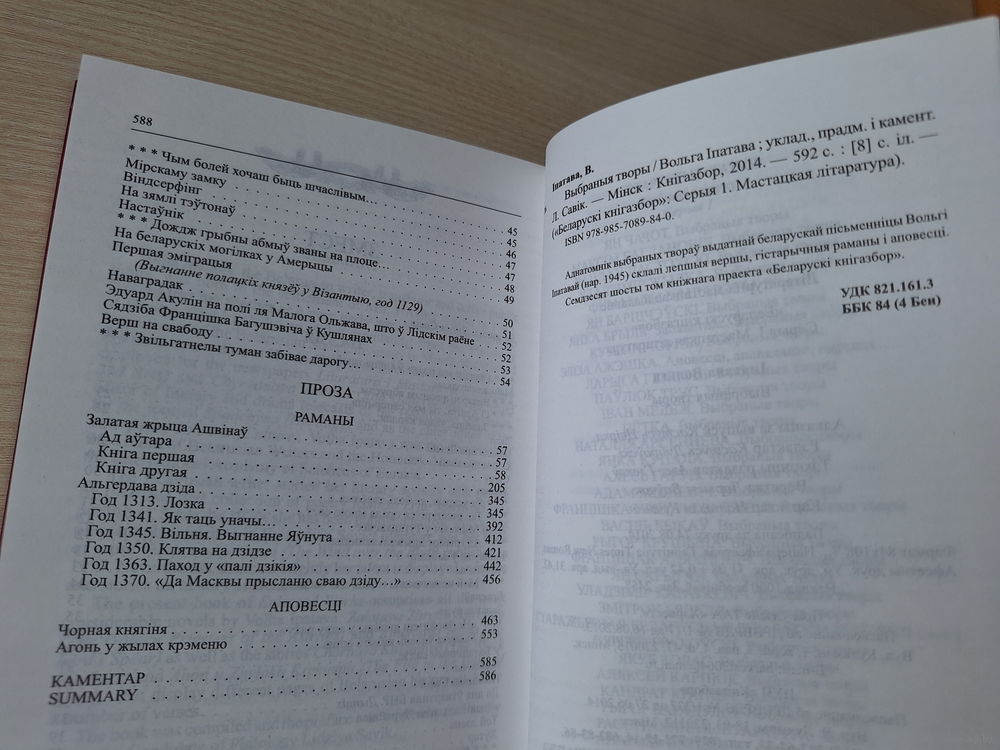 588
* * * Чым болей хочаш быць шчаслівым… 45
Мірскаму замку 45
Віндсерфінг 46
На зямлі тэўтонаў 47
Настаўнік 47
* * * Дождж грыбны абмыў званы на плоце… 48
На беларускіх могілках у Амерыцы 49
Першая эміграцыя
(Выгнанне полацкіх князёў у Візантыю, год 1129) 50
Наваградак 51
Эдуард Акулін на полі ля Малога Ольжава, што ў Лідскім раёне 52
Сядзіба Францішка Багушэвіча ў Кушлянах 52
Верш на свабоду 53
* * * Звільгатнелы туман забівае дарогу… 54
ПРОЗА
РАМАНЫ
Залатая жрыца Ашвінаў 57
Ад аўтара 57
Кніга першая 58
Кніга другая 205
Альгердава дзіда 345
Год 1313. Лозка 345
Год 1341. Як таць уначы… 392
Год 1345. Вільня. Выгнанне Яўнута 412
Год 1350. Клятва на дзідзе 421
Год 1363. Паход у «палі дзікія» 442
Год 1370. «Да Масквы прысланю сваю дзіду…» 456
АПОВЕСЦІ
Чорная княгіня 463
Агонь у жылах крэменю 553
КАМЕНТАР 585
SUMMARY 586
Іпатава, В.
Выбраныя творы / Вольга Іпатава ; уклад., прадм. і камент.
Л. Савік. — Мінск : Кнігазбор, 2014. — 592 с. : [8] с. іл. —
(«Беларускі кнігазбор»: Серыя 1. Мастацкая літаратура).
ISBN 978-985-7089-84-0.
Аднатомнік выбраных твораў выдатнай беларускай пісьменніцы Вольгі
Іпатавай (нар. 1945) склалі лепшыя вершы, гістарычныя раманы і аповесці.
Семдзесят шосты том кніжнага праекта «Беларускі кнігазбор».
УДК 821.161.3
ББК 84 (4 Беи)